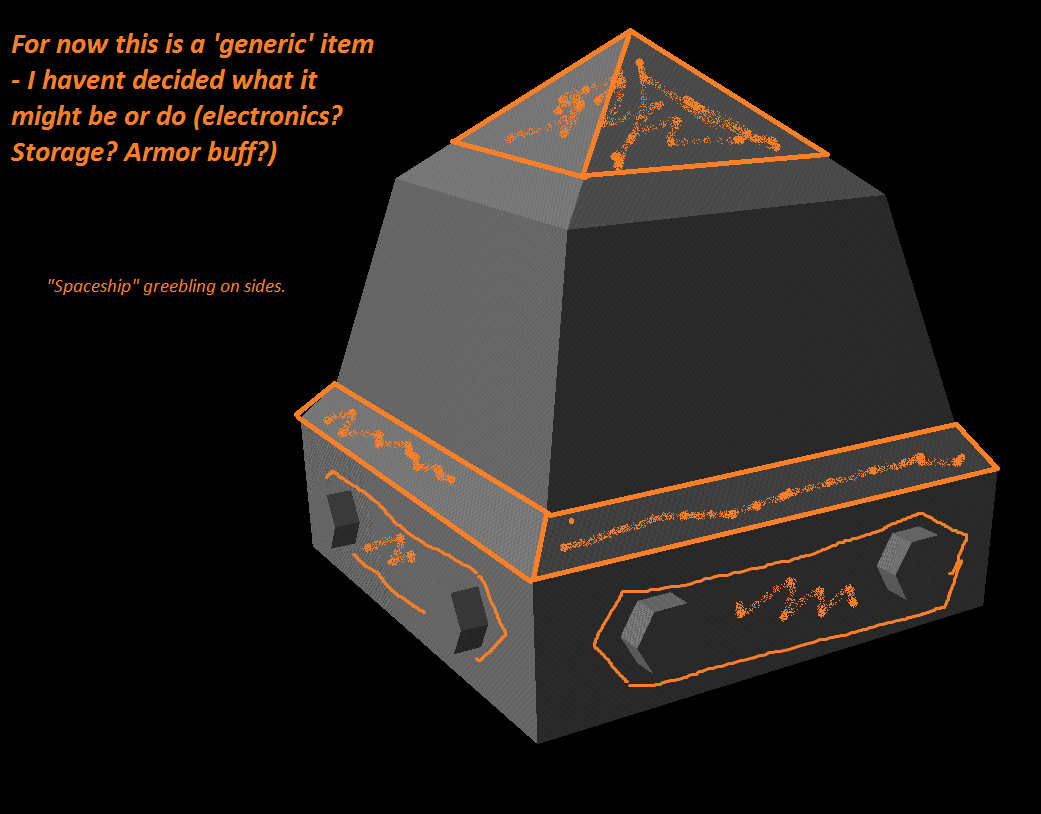 For now this is a 'generic' item
- I havent decided what it
might be or do (electronics?
Storage? Armor buff?)
"Spaceship" greebling on sides.